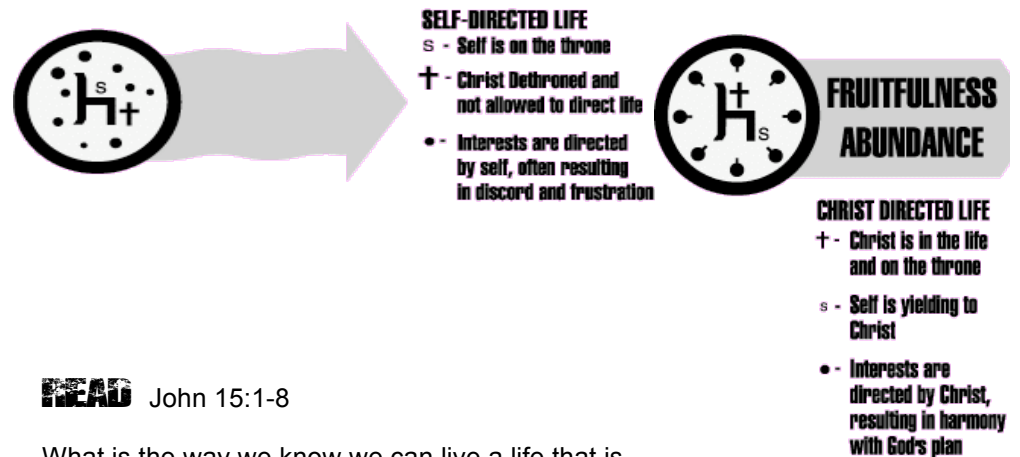 SELF-DIRECTED LIFE
s - Self is on the throne
† - Christ Dethroned and
not allowed to direct life
• - Interests are directed
by self, often resulting
in discord and frustration
s
†
†
s
FRUITFULNESS
ABUNDANCE
CHRIST DIRECTED LIFE
† - Christ is in the life
and on the throne
s - Self is yielding to
Christ
• - Interests are
directed by Christ,
resulting in harmony
with God's plan
READ John 15:1-8
What is the way we know we can live a life that is